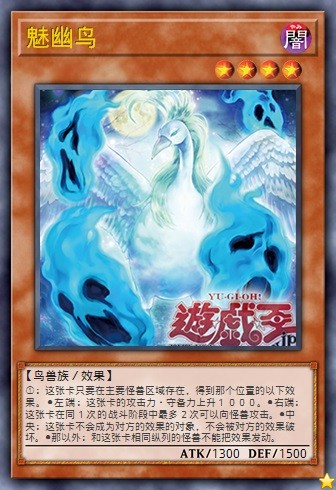 魅幽鸟
闇
YU-GI-OH!
遊戯王
.jp
【鸟兽族／效果】
①：这张卡只要在主要怪兽区域存在，得到那个位置的以下效
果。●左端：这张卡的攻击力·守备力上升１０００。●右端：
这张卡在同１次的战斗阶段中最多２次可以向怪兽攻击。●中
央：这张卡不会成为对方的效果的对象，不会被对方的效果破
坏。●那以外：和这张卡相同纵列的怪兽不能把效果发动。
ATK/1300 DEF/1500